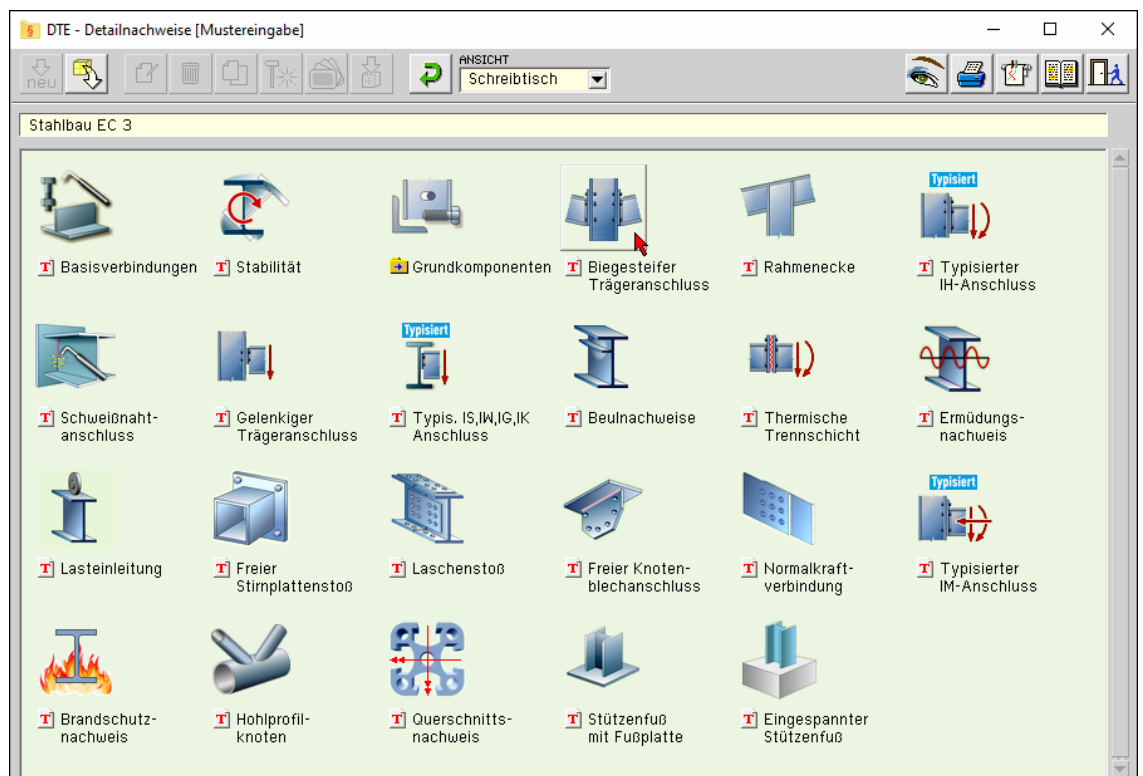 DTE - Detailnachweise [Mustereingabe]
neu
ANSICHT
Schreibtisch
Stahlbau EC 3
Basisverbindungen
Stabilität
Grundkomponenten
Biegesteifer
Trägeranschluss
Rahmenecke
Typisiert
Typisierter
IH-Anschluss
Schweißnaht-
anschluss
Gelenkiger
Trägeranschluss
Typisiert
Typis. IS,IW,IG,IK
Anschluss
Beulnachweise
Thermische
Trennschicht
Ermüdungs-
nachweis
Lasteinleitung
Freier
Stirnplattenstoß
Laschenstoß
Freier Knoten-
blechanschluss
Normalkraft-
verbindung
Typisiert
Typisierter
IM-Anschluss
Brandschutz-
nachweis
Hohlprofil-
knoten
Querschnitts-
nachweis
Stützenfuß
mit Fußplatte
Eingespannter
Stützenfuß